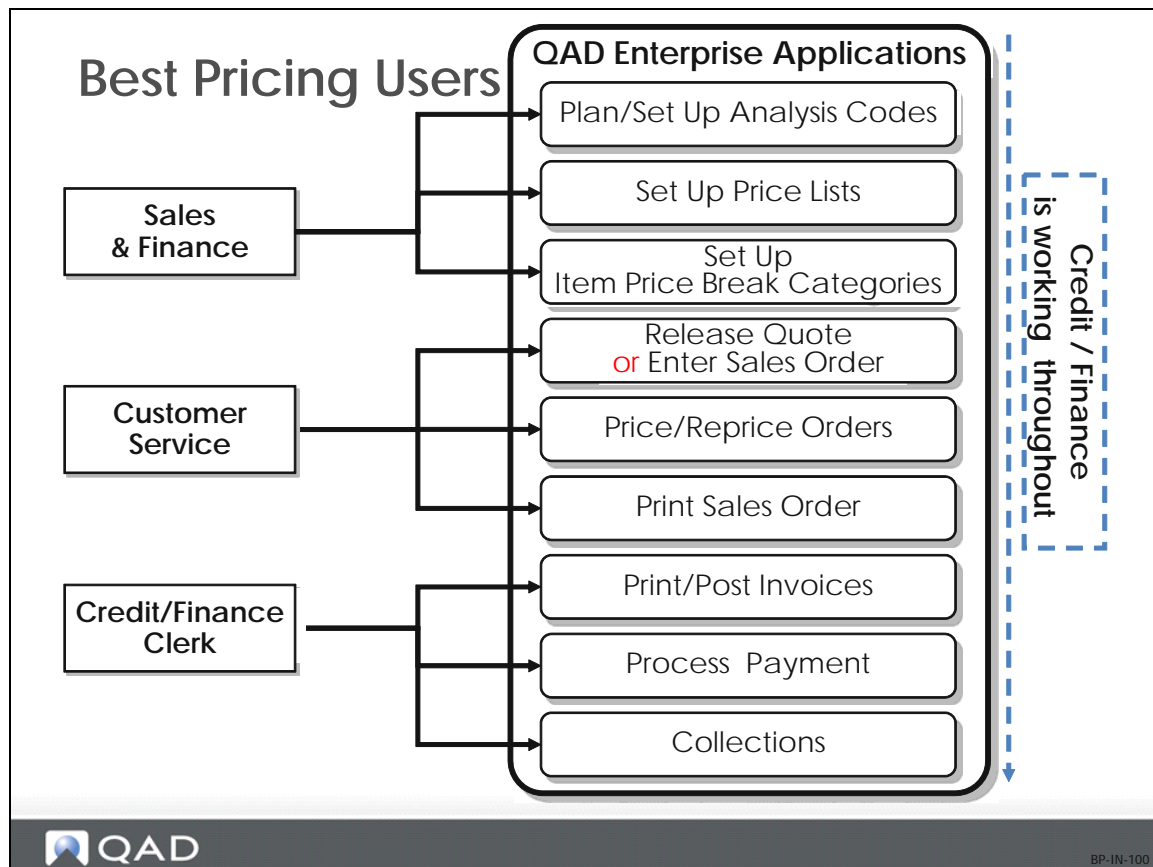 Best Pricing Users
QAD Enterprise Applications
Plan/Set Up Analysis Codes
Set Up Price Lists
Set Up
Item Price Break Categories
Release Quote
or Enter Sales Order
Price/Reprice Orders
Print Sales Order
Print/Post Invoices
Process Payment
Collections
Sales
& Finance
Customer
Service
Credit/Finance
Clerk
Credit / Finance
is working throughout
QAD
BP-IN-100